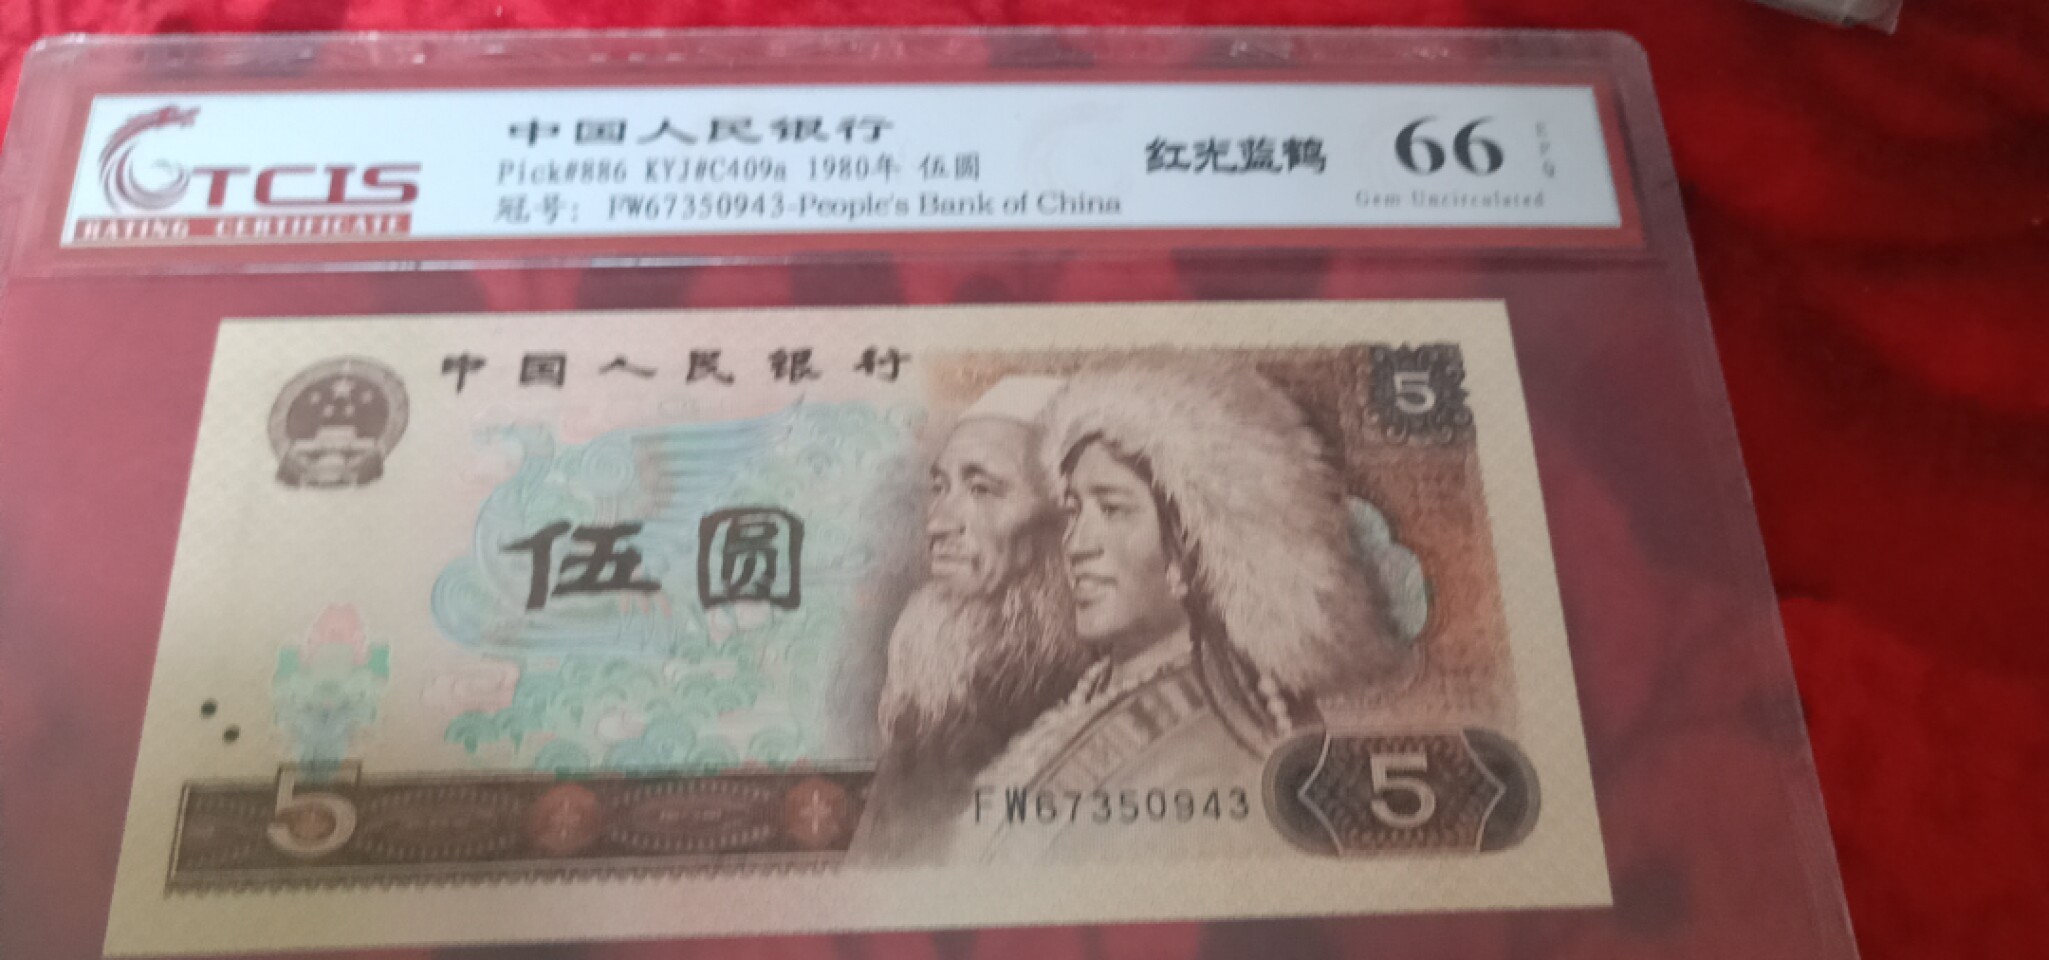 TCIS
RATING CERTIFICATE
中国人民银行
Pick#886 KYJ#C409a 1980年 伍圆
冠号: FW67350943-People's Bank of China
红光蓝鹤
66
EPQ
Gem Uncirculated
中国人民银行
5
伍圆
5
FW67350943
5